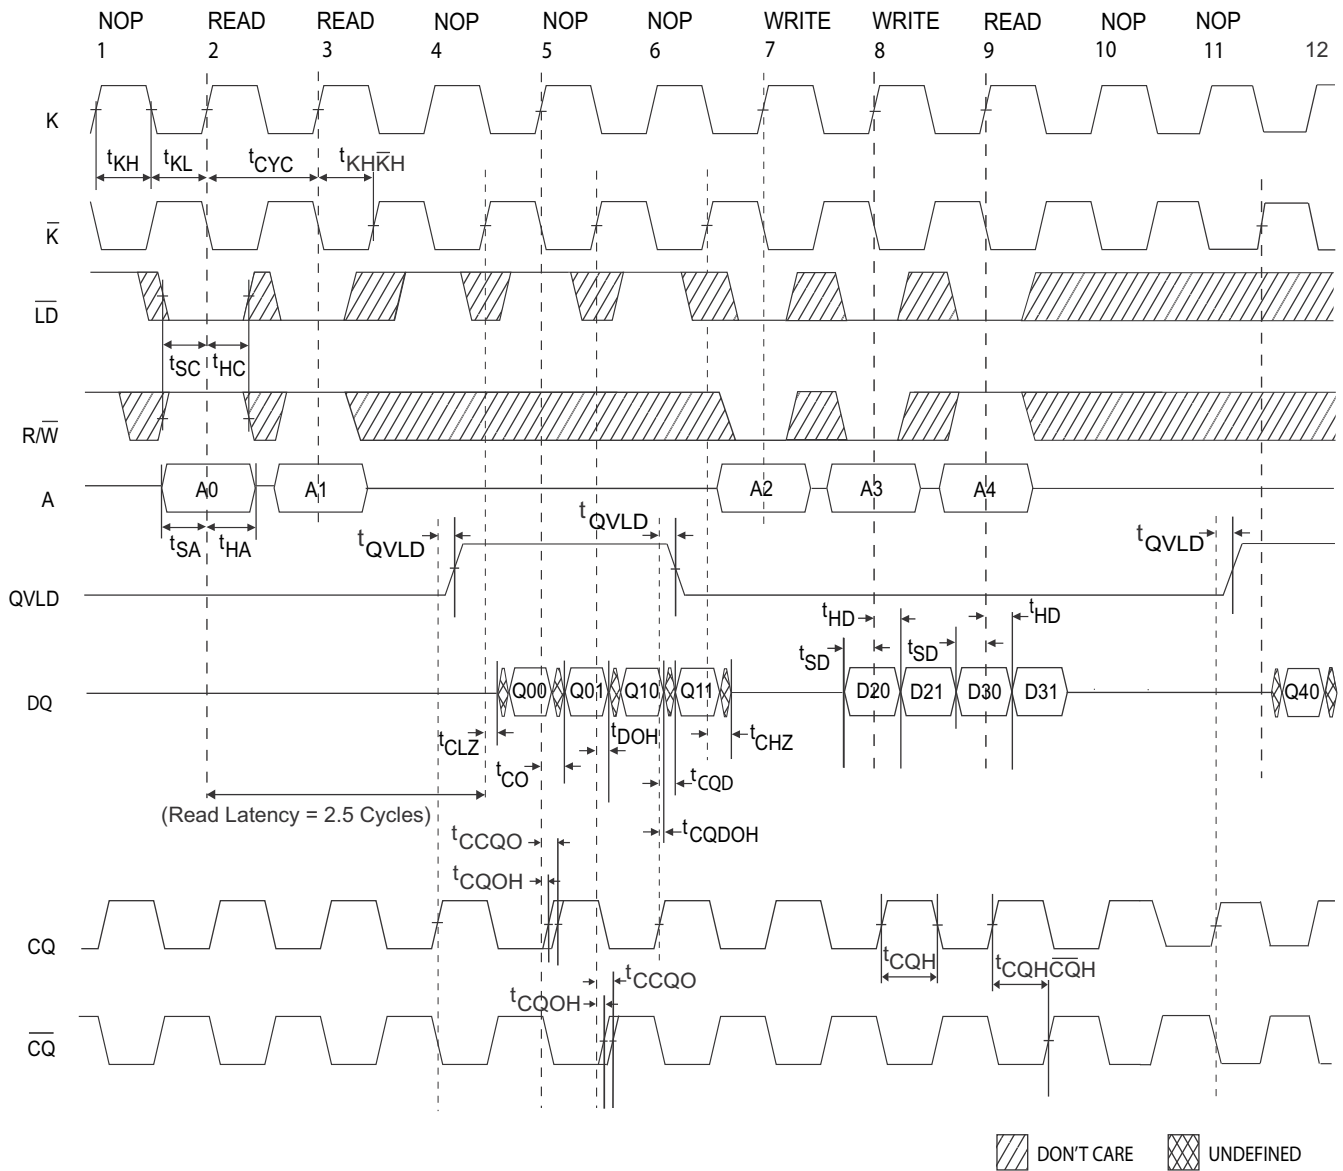 NOP READ READ NOP NOP NOP WRITE WRITE READ NOP NOP
1 2 3 4 5 6 7 8 9 10 11 12
K
tKH tKL tCYC tKHK̅H
K̅
L̅D̅
tSC tHC
R/W̅
A A0 A1 A2 A3 A4
tSA tHA tQVLD tQVLD tQVLD
QVLD
tHD tHD
tSD tSD
DQ Q00 Q01 Q10 Q11 D20 D21 D30 D31 Q40
tCLZ tDOH tCHZ
tCO tCQD
(Read Latency = 2.5 Cycles)
tCQDOH
tCCQO
tCQOH
CQ
tCQH tCQHC̅Q̅H
tCCQO
tCQOH
C̅Q̅
DON'T CARE UNDEFINED